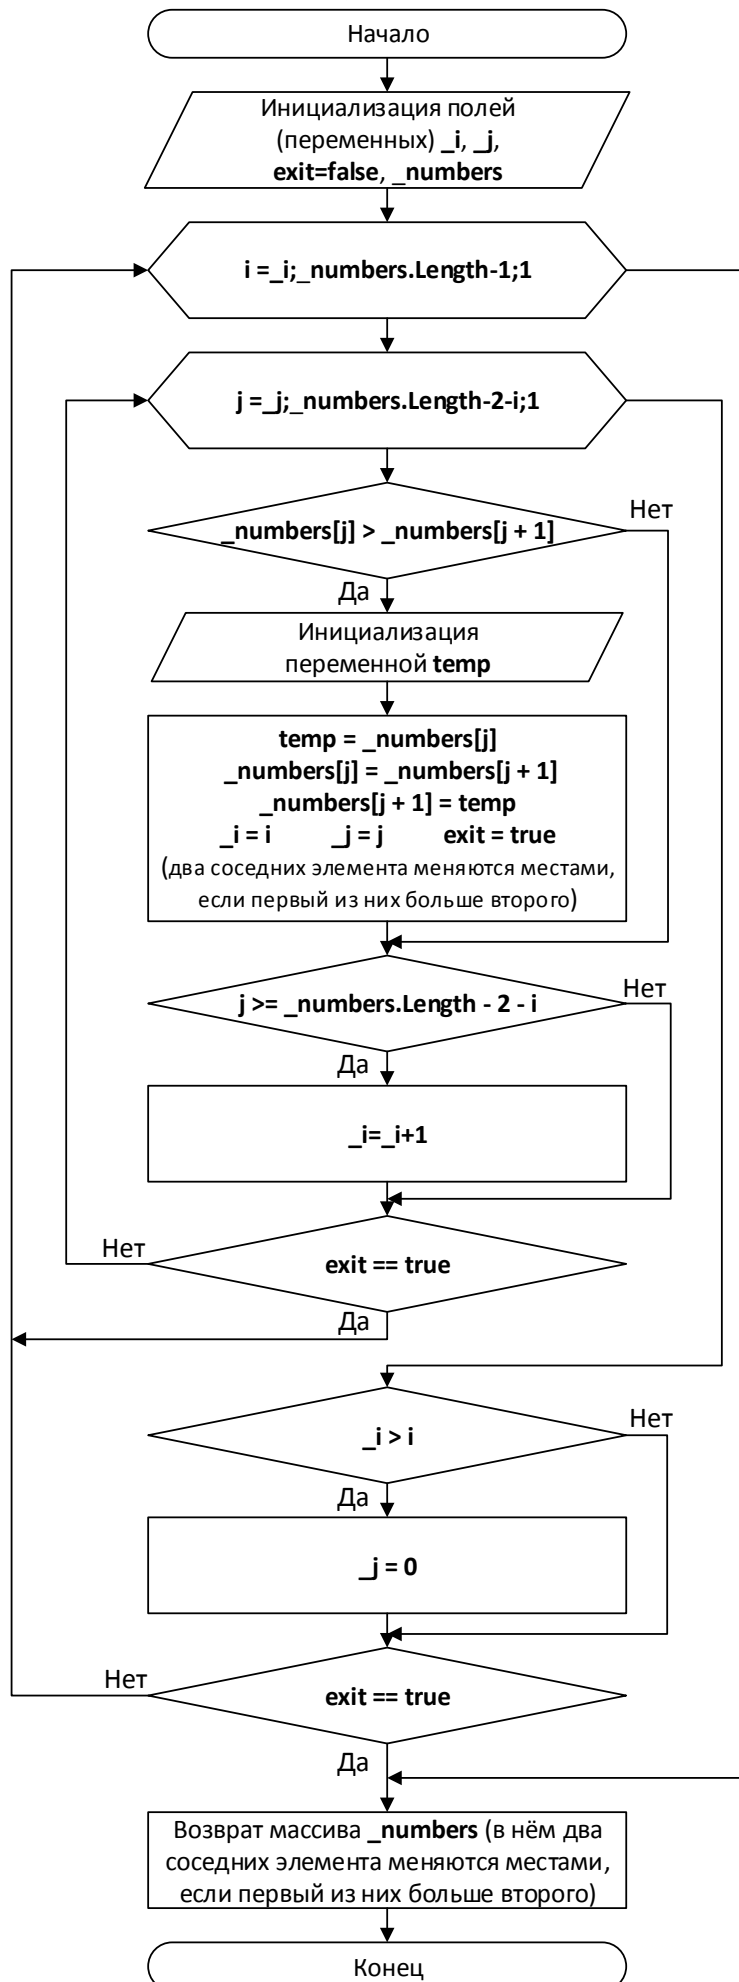 Начало
Инициализация полей
(переменных) _i, _j,
exit=false, _numbers
i =_i;_numbers.Length-1;1
j =_j;_numbers.Length-2-i;1
_numbers[j] > _numbers[j + 1]
Нет
Да
Инициализация
переменной temp
temp = _numbers[j]
_numbers[j] = _numbers[j + 1]
_numbers[j + 1] = temp
_i = i _j = j exit = true
(два соседних элемента меняются местами,
если первый из них больше второго)
j >= _numbers.Length - 2 - i
Нет
Да
_i=_i+1
Нет
exit == true
Да
_i > i
Нет
Да
_j = 0
Нет
exit == true
Да
Возврат массива _numbers (в нём два
соседних элемента меняются местами,
если первый из них больше второго)
Конец